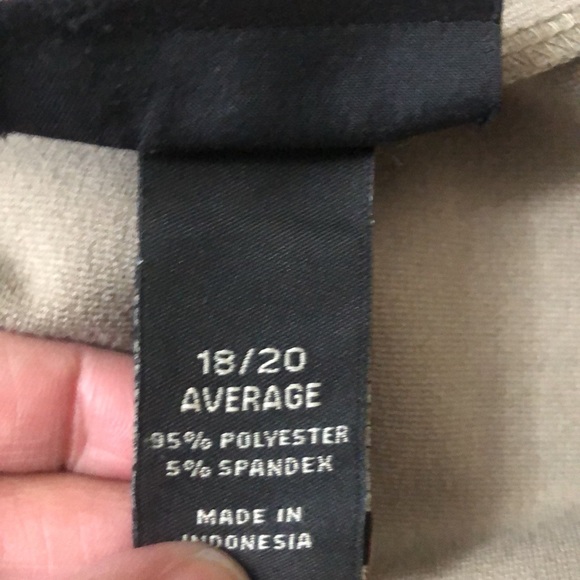 18/20
AVERAGE
95% POLYESTER
5% SPANDEX
MADE IN
INDONESIA